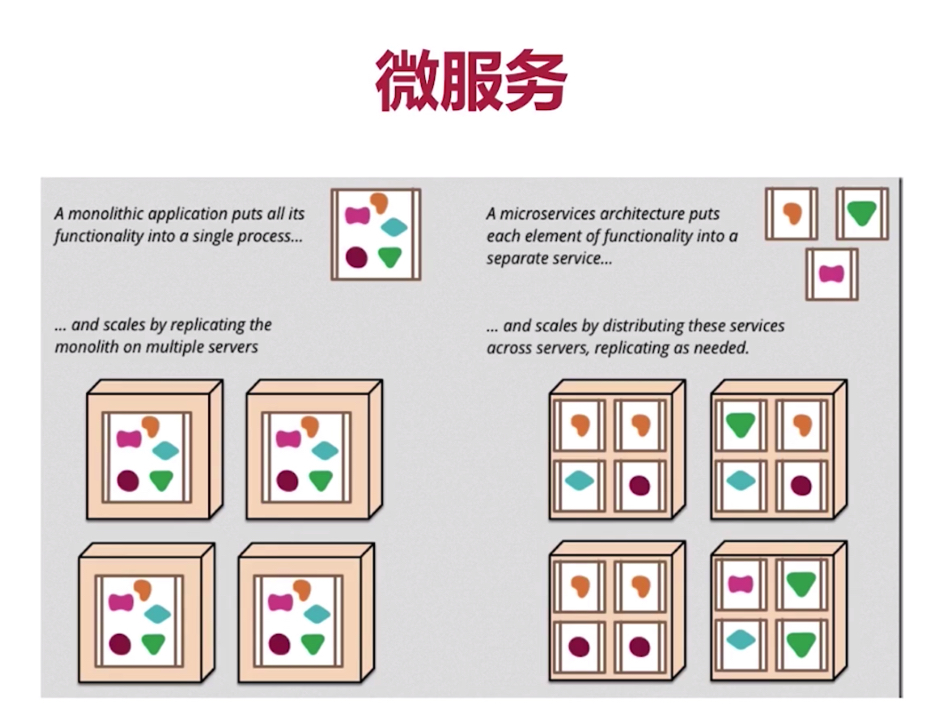 微服务
A monolithic application puts all its
functionality into a single process...
... and scales by replicating the
monolith on multiple servers
A microservices architecture puts
each element of functionality into a
separate service...
... and scales by distributing these services
across servers, replicating as needed.